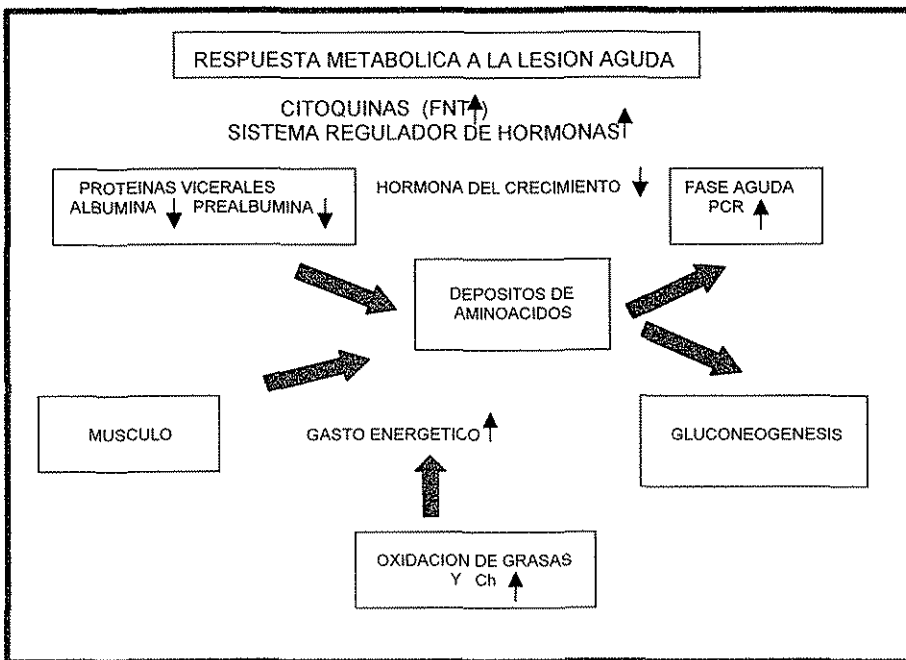 RESPUESTA METABOLICA A LA LESION AGUDA
CITOQUINAS (FNT↑)
SISTEMA REGULADOR DE HORMONAS↑
PROTEINAS VICERALES
ALBUMINA ↓ PREALBUMINA ↓
HORMONA DEL CRECIMIENTO ↓
FASE AGUDA
PCR ↑
DEPOSITOS DE
AMINOACIDOS
MUSCULO
GASTO ENERGETICO ↑
GLUCONEOGENESIS
OXIDACION DE GRASAS
Y Ch ↑